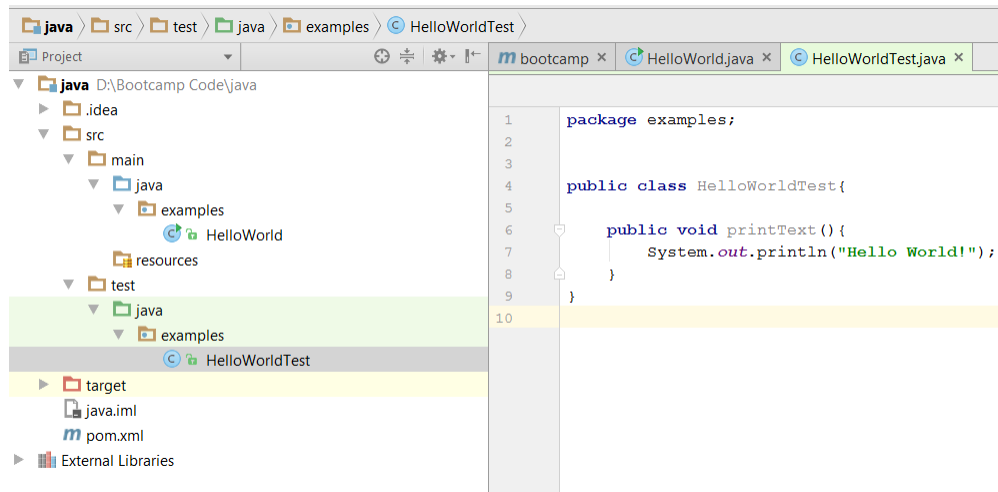 java src test java examples HelloWorldTest
Project
java D:\Bootcamp Code\java
.idea
src
main
java
examples
HelloWorld
resources
test
java
examples
HelloWorldTest
target
java.iml
m pom.xml
External Libraries
m bootcamp × C HelloWorld.java × C HelloWorldTest.java ×
1 package examples;
2
3
4 public class HelloWorldTest{
5
6 public void printText(){
7 System.out.println("Hello World!");
8 }
9 }
10